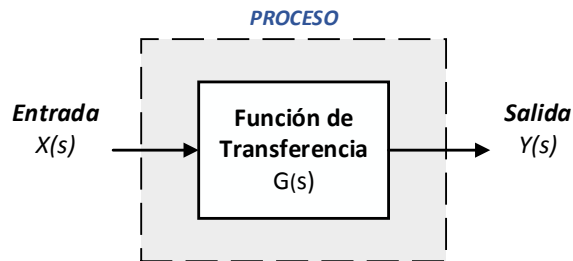 PROCESO
Entrada
X(s)
Función de
Transferencia
G(s)
Salida
Y(s)